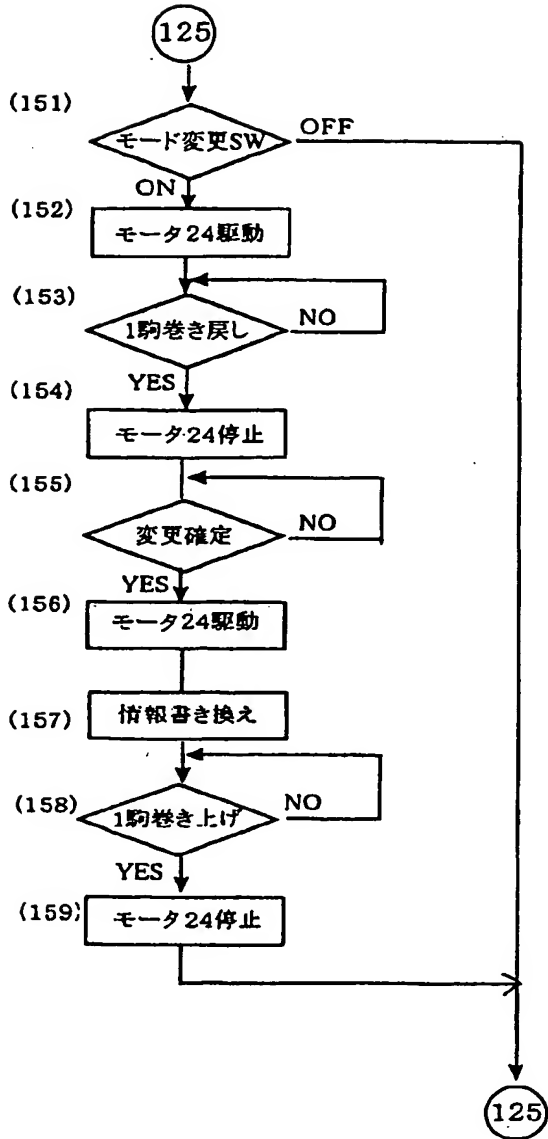 125
(151)
モード変更SW
OFF
ON
(152)
モータ24駆動
(153)
1駒巻き戻し
NO
YES
(154)
モータ24停止
(155)
変更確定
NO
YES
(156)
モータ24駆動
(157)
情報書き換え
(158)
1駒巻き上げ
NO
YES
(159)
モータ24停止
125